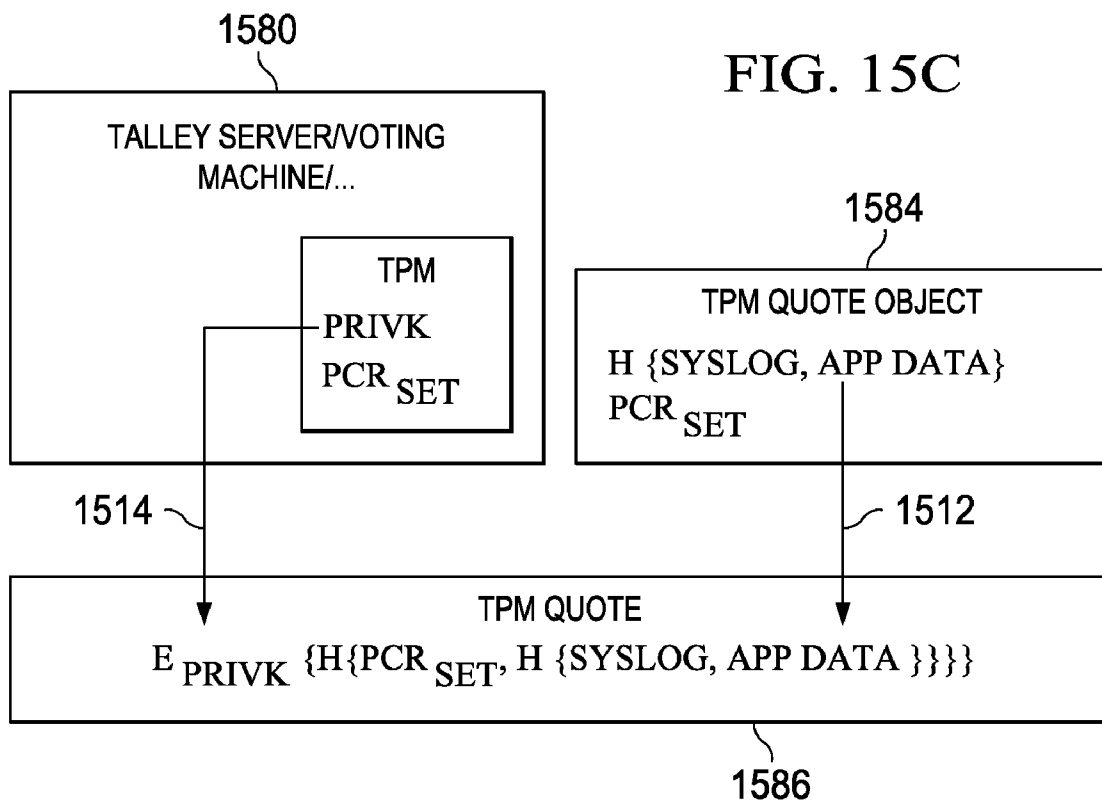 1580
FIG. 15C
TALLEY SERVER/VOTING
MACHINE/...
TPM
PRIVK
PCR SET
1584
TPM QUOTE OBJECT
H {SYSLOG, APP DATA}
PCR SET
1514
1512
TPM QUOTE
E PRIVK {H{PCR SET, H {SYSLOG, APP DATA }}}}
1586